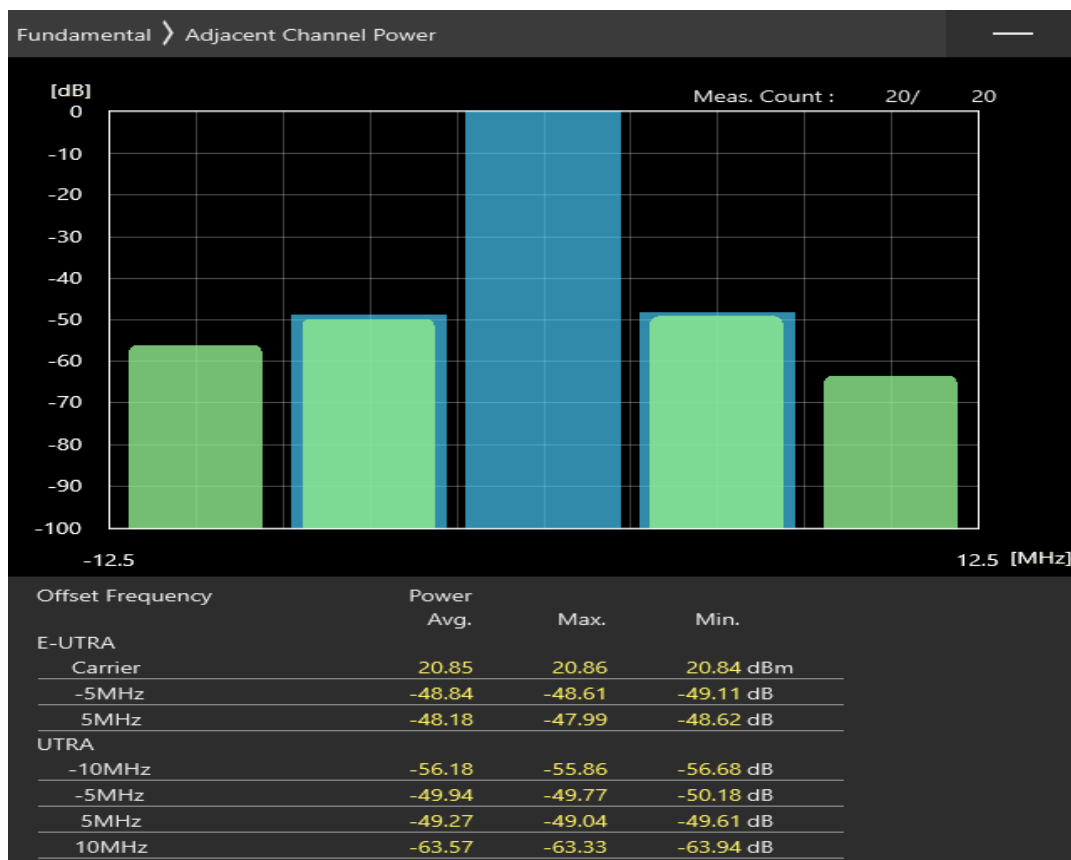 Fundamental ❯ Adjacent Channel Power
[dB]
Meas. Count : 20/ 20
0
-10
-20
-30
-40
-50
-60
-70
-80
-90
-100
-12.5 12.5 [MHz]
Offset Frequency Power
Avg. Max. Min.
E-UTRA
Carrier 20.85 20.86 20.84 dBm
-5MHz -48.84 -48.61 -49.11 dB
5MHz -48.18 -47.99 -48.62 dB
UTRA
-10MHz -56.18 -55.86 -56.68 dB
-5MHz -49.94 -49.77 -50.18 dB
5MHz -49.27 -49.04 -49.61 dB
10MHz -63.57 -63.33 -63.94 dB